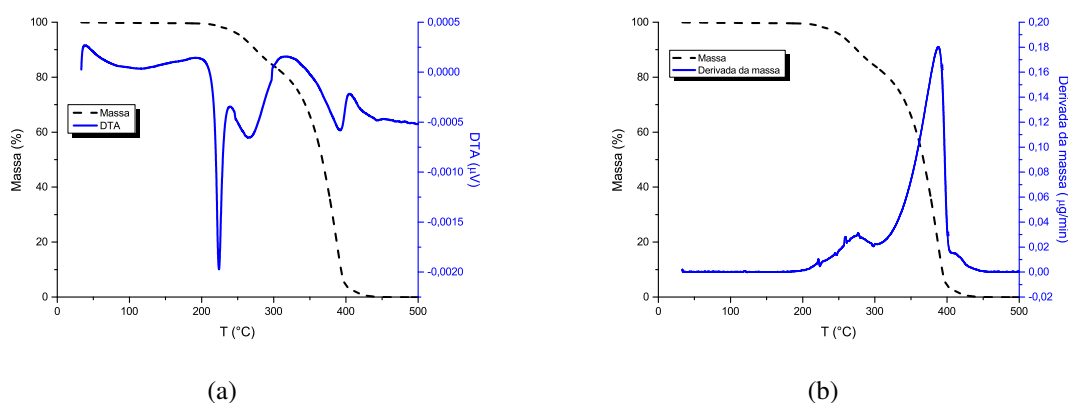 100
80
60
40
20
0
Massa (%)
0 100 200 300 400 500
T (°C)
0,0005
0,0000
-0,0005
-0,0010
-0,0015
-0,0020
DTA (μV)
Massa
DTA
(a)
100
80
60
40
20
0
Massa (%)
0 100 200 300 400 500
T (°C)
0,20
0,18
0,16
0,14
0,12
0,10
0,08
0,06
0,04
0,02
0,00
-0,02
Derivada da massa ( μg/min)
Massa
Derivada da massa
(b)